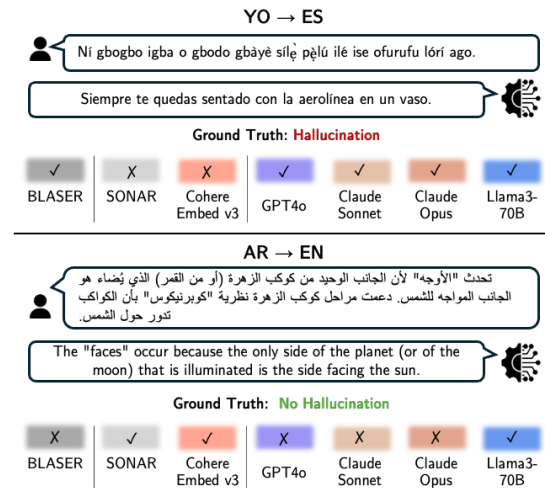 YO → ES
Ní gbogbo igba o gbodo gbàyè sílẹ̀ pẹ̀lú ilé ise ofurufu lórí ago.
Siempre te quedas sentado con la aerolínea en un vaso.
Ground Truth: Hallucination
✓ ✗ ✗ ✓ ✓ ✓ ✓
BLASER SONAR Cohere Embed v3 GPT4o Claude Sonnet Claude Opus Llama3-70B
AR → EN
تحدث "الأوجه" لأن الجانب الوحيد من كوكب الزهرة (أو من القمر) الذي يُضاء هو
الجانب المواجه للشمس. دعمت مراحل كوكب الزهرة نظرية "كوبرنيكوس" بأن الكواكب
تدور حول الشمس.
The "faces" occur because the only side of the planet (or of the
moon) that is illuminated is the side facing the sun.
Ground Truth: No Hallucination
✗ ✓ ✓ ✗ ✗ ✗ ✓
BLASER SONAR Cohere Embed v3 GPT4o Claude Sonnet Claude Opus Llama3-70B